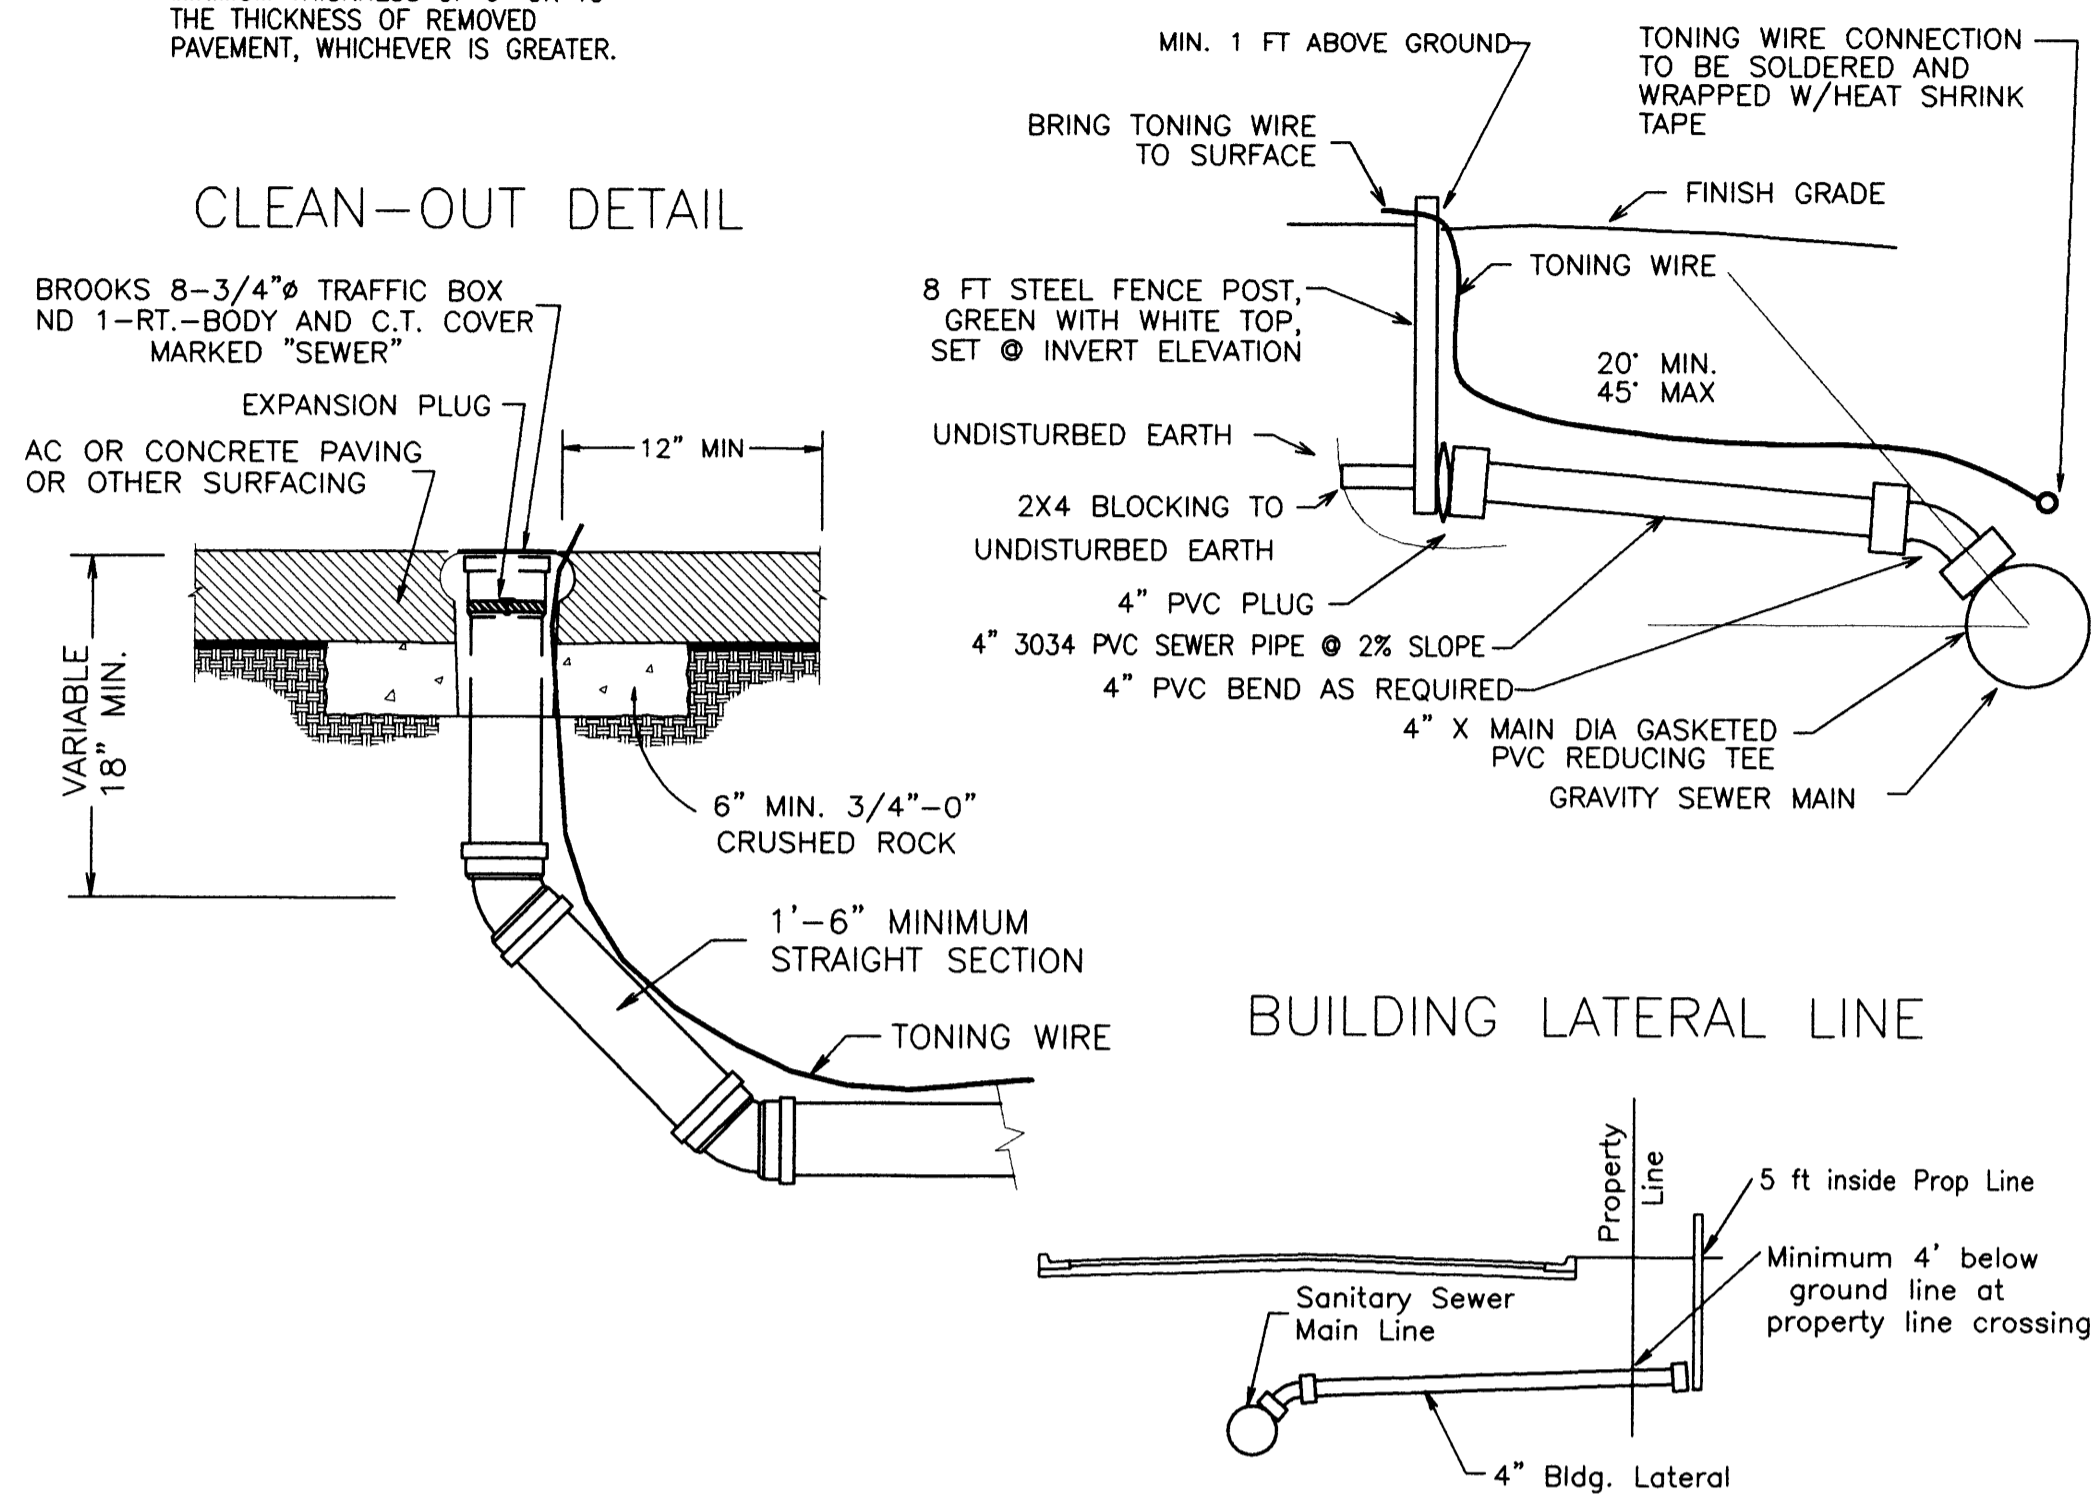 THE THICKNESS OF REMOVED
PAVEMENT, WHICHEVER IS GREATER.
CLEAN-OUT DETAIL
BROOKS 8-3/4"ø TRAFFIC BOX
ND 1-RT.-BODY AND C.T. COVER
MARKED "SEWER"
EXPANSION PLUG
AC OR CONCRETE PAVING
OR OTHER SURFACING
12" MIN
VARIABLE
18" MIN.
6" MIN. 3/4"-0"
CRUSHED ROCK
1'-6" MINIMUM
STRAIGHT SECTION
TONING WIRE
MIN. 1 FT ABOVE GROUND
TONING WIRE CONNECTION
TO BE SOLDERED AND
WRAPPED W/HEAT SHRINK
TAPE
BRING TONING WIRE
TO SURFACE
FINISH GRADE
TONING WIRE
8 FT STEEL FENCE POST,
GREEN WITH WHITE TOP,
SET @ INVERT ELEVATION
20° MIN.
45° MAX
UNDISTURBED EARTH
2X4 BLOCKING TO
UNDISTURBED EARTH
4" PVC PLUG
4" 3034 PVC SEWER PIPE @ 2% SLOPE
4" PVC BEND AS REQUIRED
4" X MAIN DIA GASKETED
PVC REDUCING TEE
GRAVITY SEWER MAIN
BUILDING LATERAL LINE
Property
Line
5 ft inside Prop Line
Minimum 4' below
ground line at
property line crossing
Sanitary Sewer
Main Line
4" Bldg. Lateral